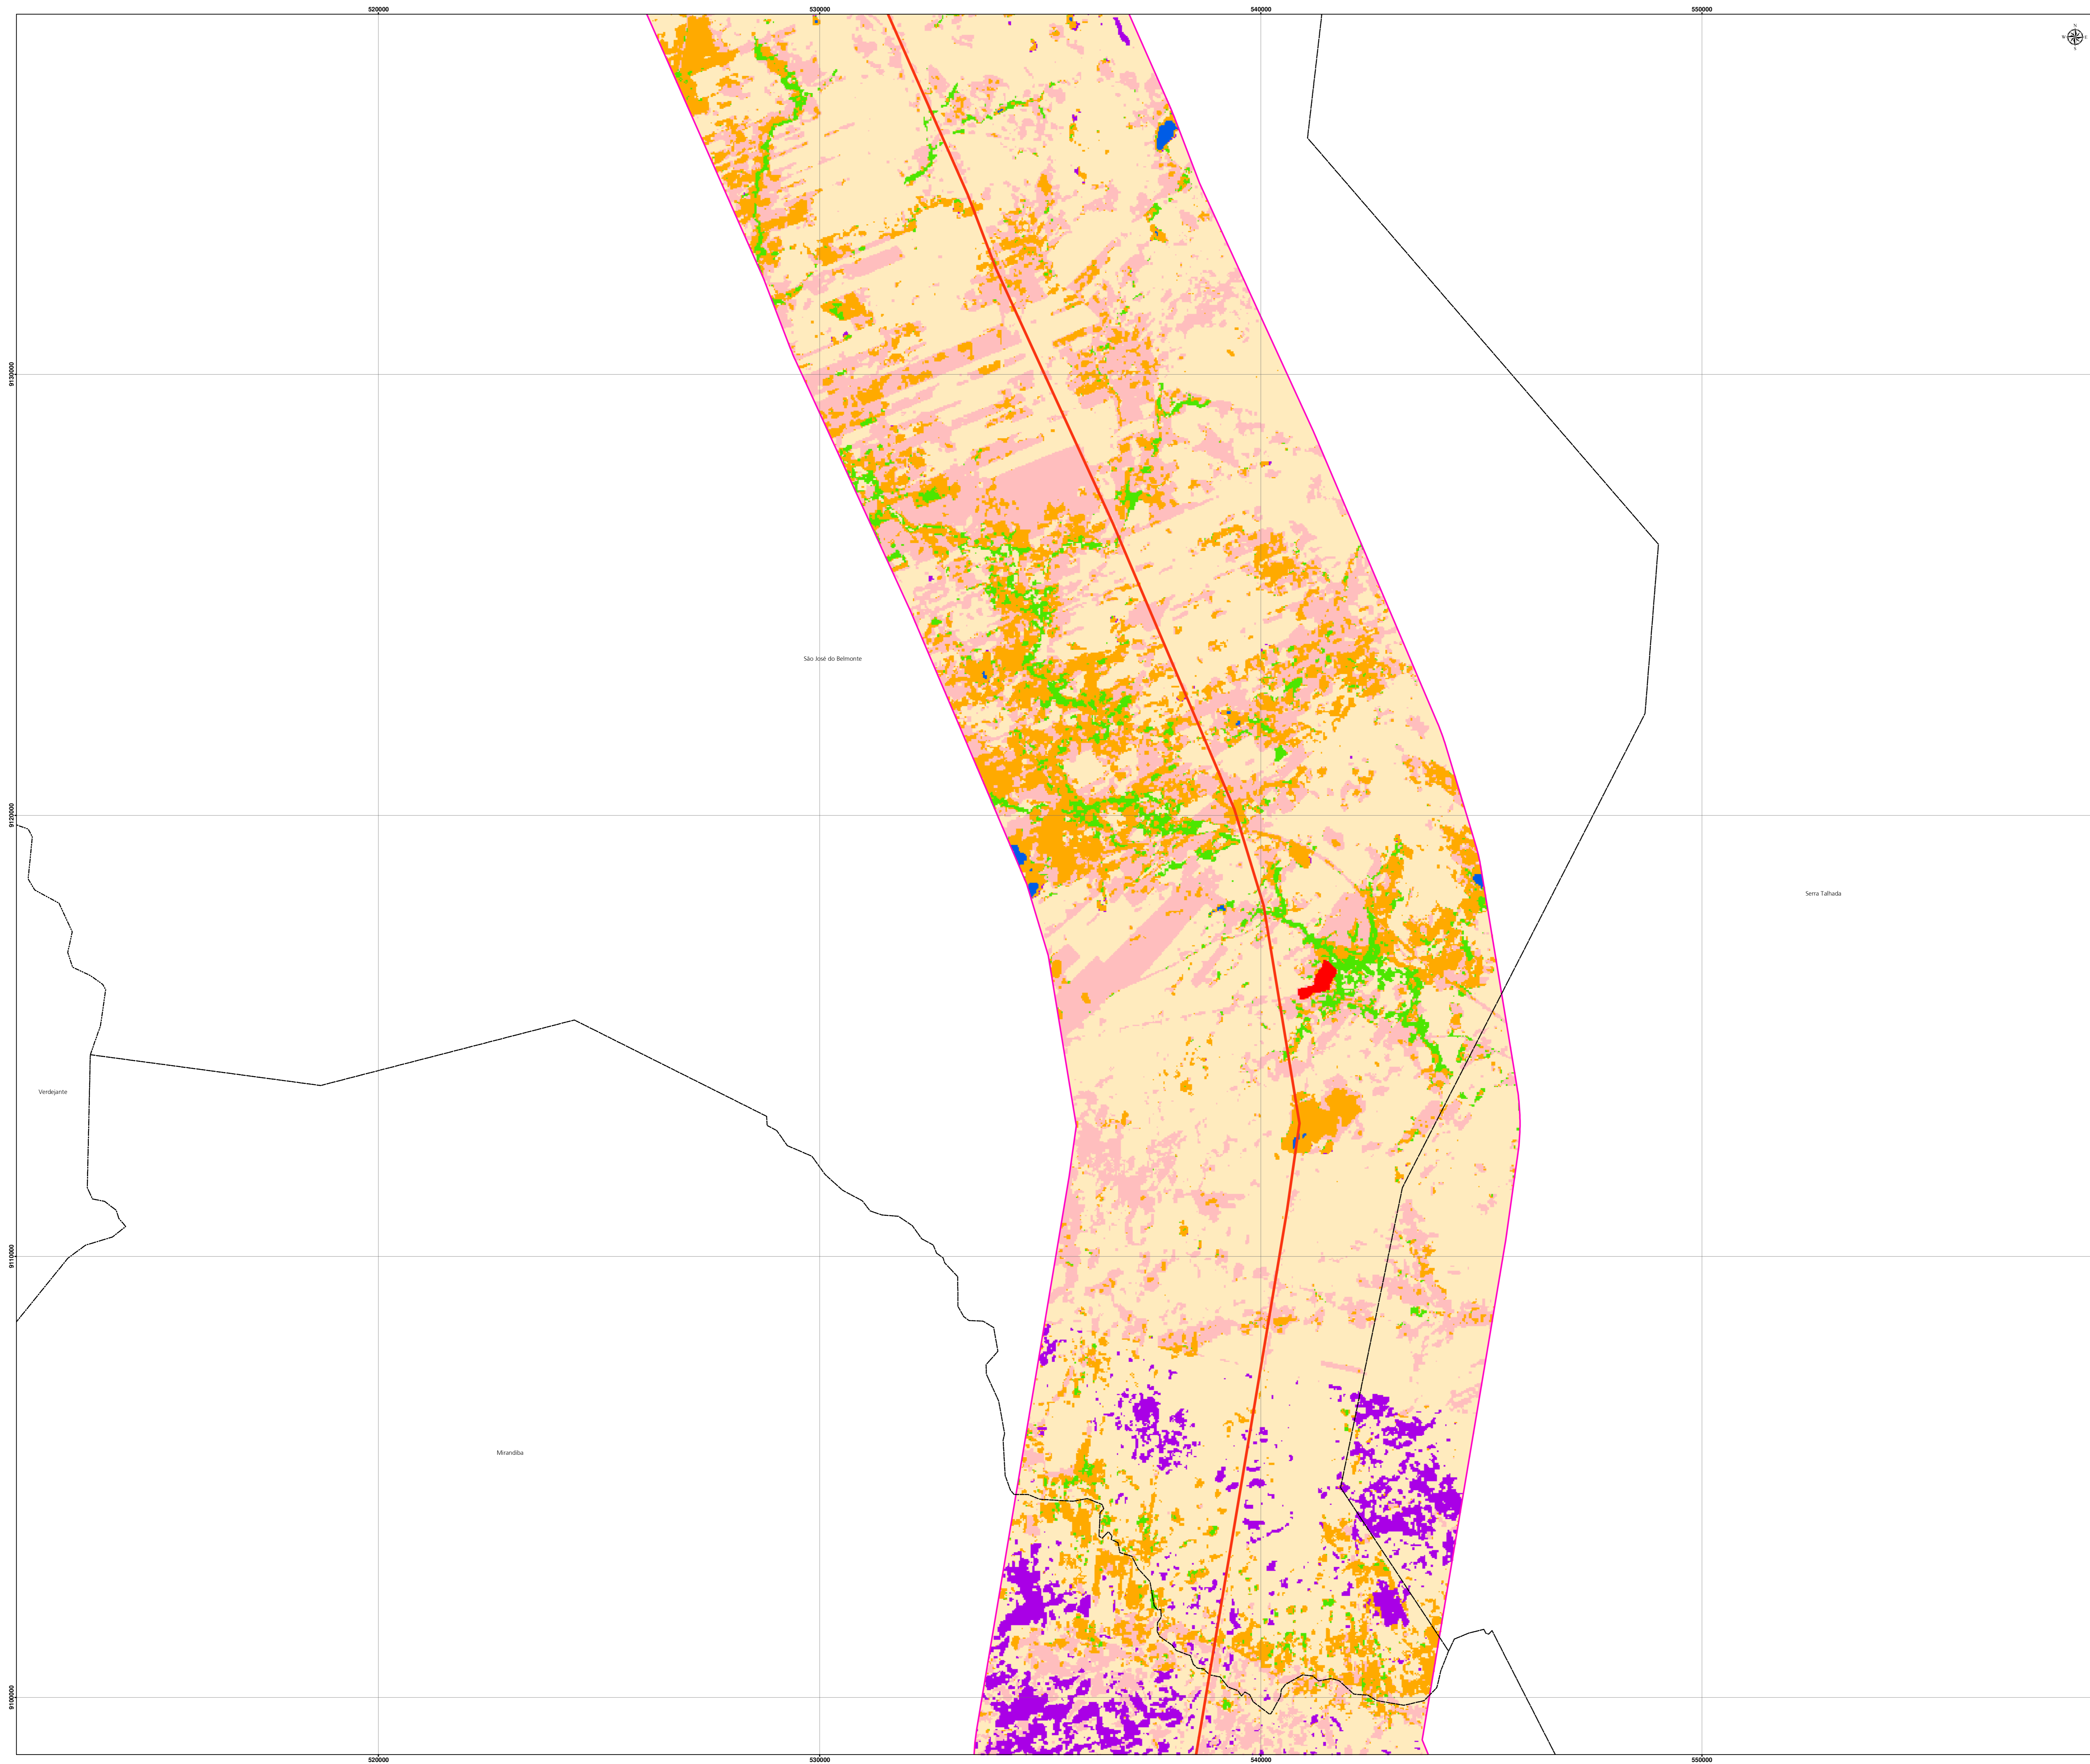 520000 530000 540000 550000
N
W E
S
9130000
São José do Belmonte
9120000
Serra Talhada
Verdejante
9110000
Mirandiba
9100000
520000 530000 540000 550000